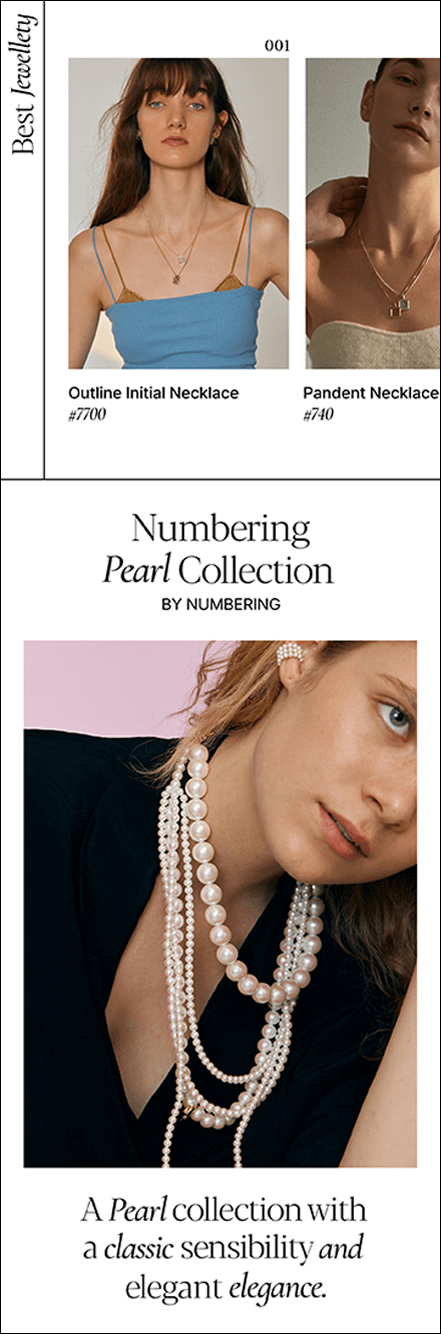 Best Jewellery
001
Outline Initial Necklace
#7700
Pandent Necklace
#740
Numbering
Pearl Collection
BY NUMBERING
A Pearl collection with
a classic sensibility and
elegant elegance.